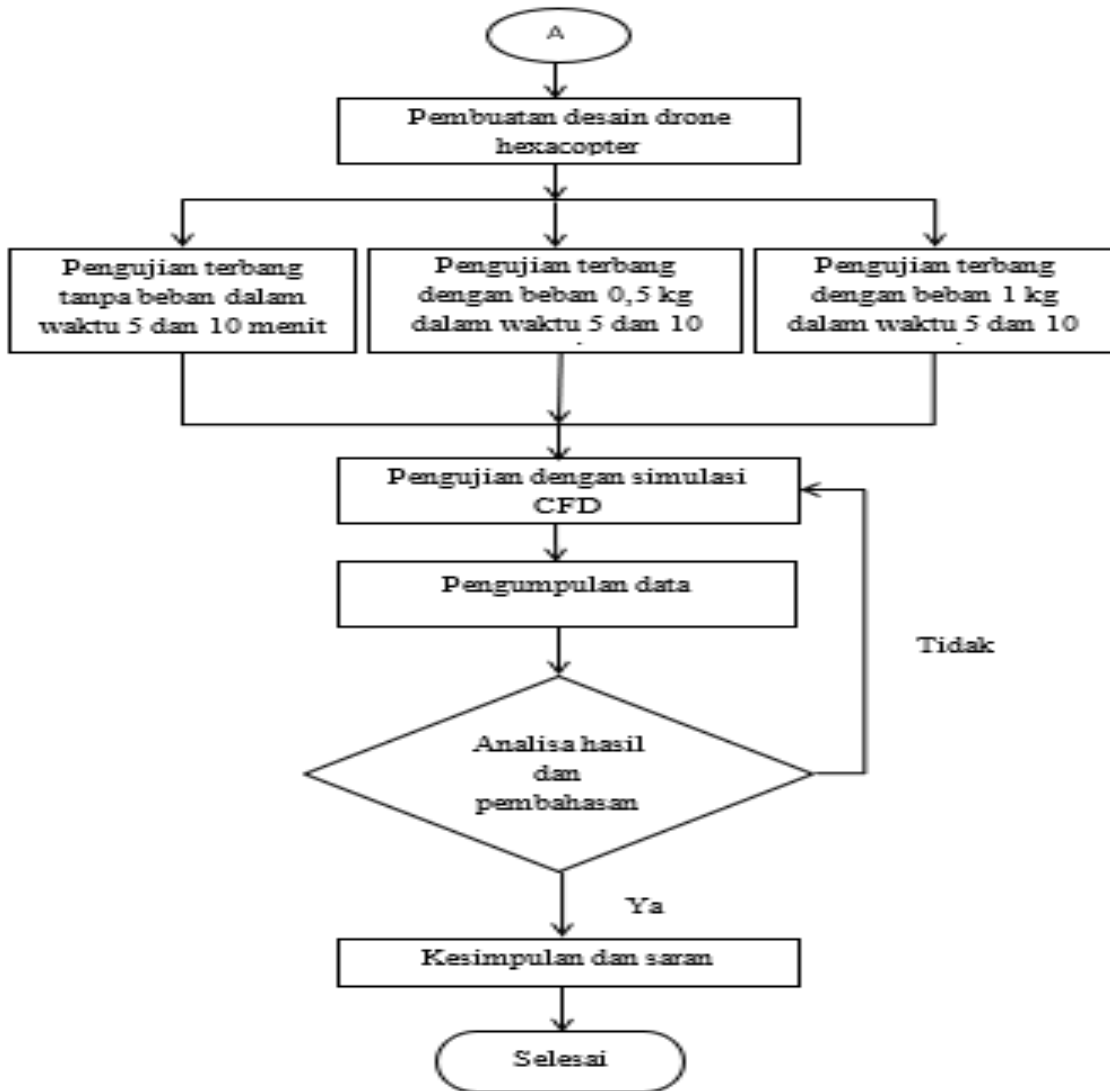 A
Pembuatan desain drone
hexacopter
Pengujian terbang
tanpa beban dalam
waktu 5 dan 10 menit
Pengujian terbang
dengan beban 0,5 kg
dalam waktu 5 dan 10
Pengujian terbang
dengan beban 1 kg
dalam waktu 5 dan 10
Pengujian dengan simulasi
CFD
Pengumpulan data
Tidak
Analisa hasil
dan
pembahasan
Ya
Kesimpulan dan saran
Selesai